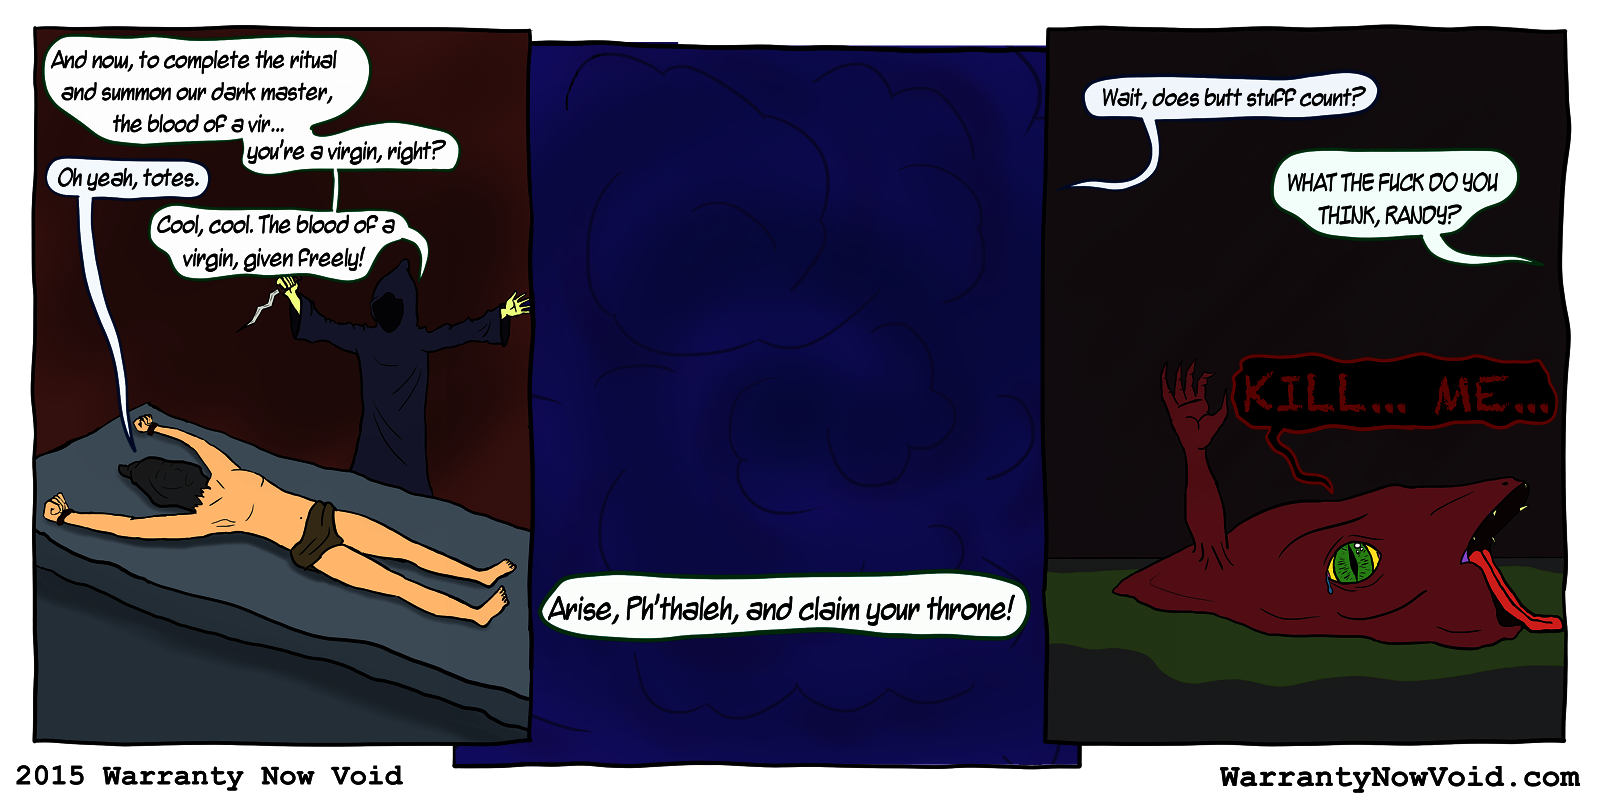 And now, to complete the ritual
and summon our dark master,
the blood of a vir...
you're a virgin, right?
Oh yeah, totes.
Cool, cool. The blood of a
virgin, given freely!
Arise, Ph'thaleh, and claim your throne!
Wait, does butt stuff count?
WHAT THE FUCK DO YOU
THINK, RANDY?
KILL... ME...
2015 Warranty Now Void
WarrantyNowVoid.com